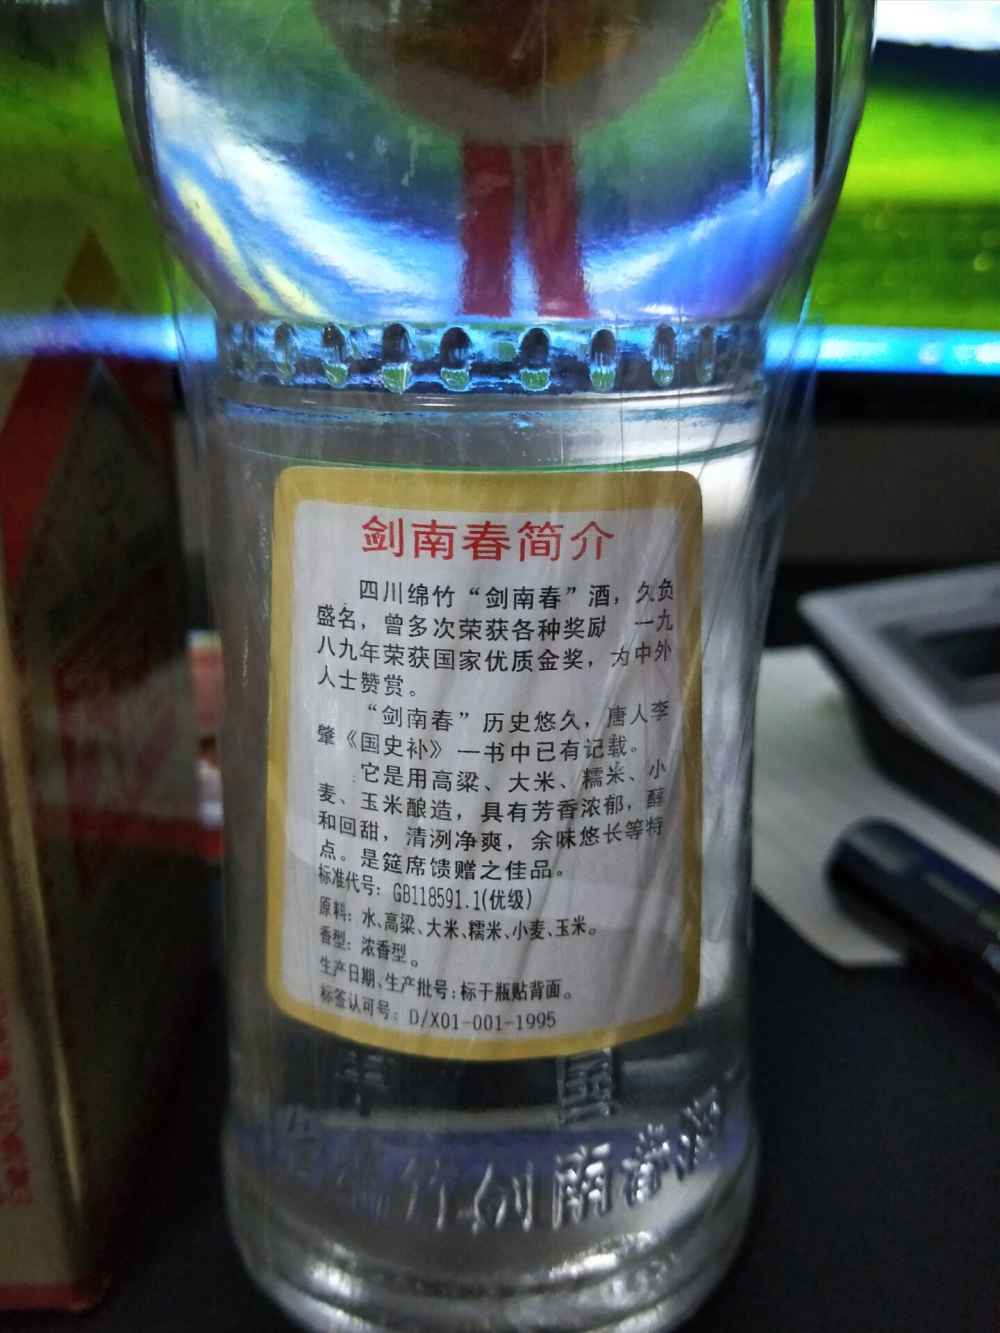 剑南春简介
四川绵竹“剑南春”酒，久负
盛名，曾多次荣获各种奖励 一九
八九年荣获国家优质金奖，为中外
人士赞赏。
“剑南春”历史悠久，唐人李
肇《国史补》一书中已有记载。
它是用高粱、大米、糯米、小
麦、玉米酿造，具有芳香浓郁，醇
和回甜，清洌净爽，余味悠长等特
点。是筵席馈赠之佳品。
标准代号：GB118591.1(优级)
原料：水、高粱、大米、糯米、小麦、玉米。
香型：浓香型。
生产日期、生产批号：标于瓶贴背面。
标签认可号：D/X01-001-1995
竹剑南春